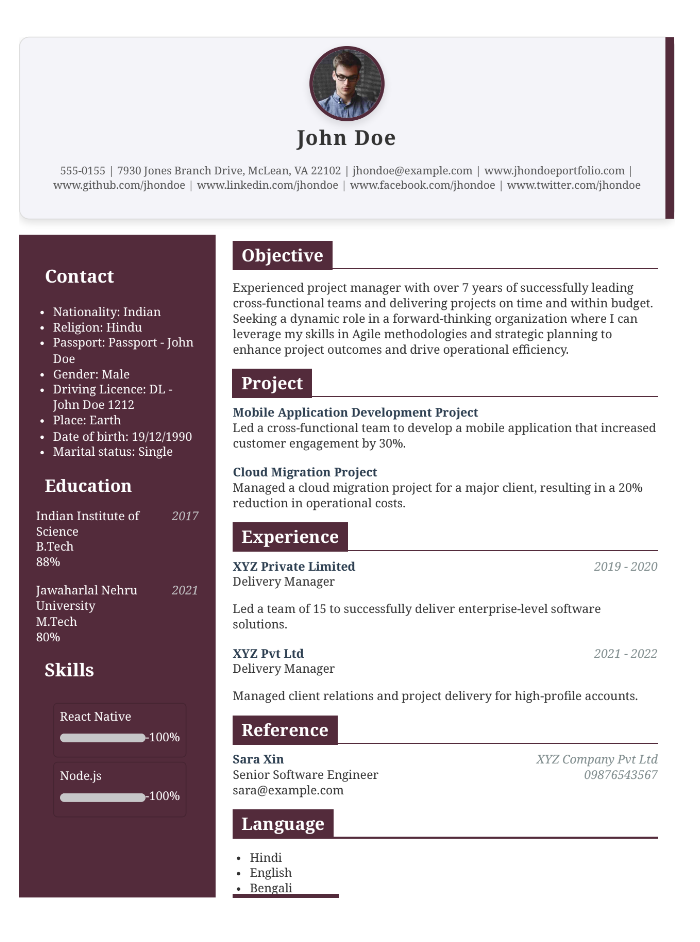 John Doe
555-0155 | 7930 Jones Branch Drive, McLean, VA 22102 | jhondoe@example.com | www.jhondoeportfolio.com |
www.github.com/jhondoe | www.linkedin.com/jhondoe | www.facebook.com/jhondoe | www.twitter.com/jhondoe
Contact
• Nationality: Indian
• Religion: Hindu
• Passport: Passport - John
Doe
• Gender: Male
• Driving Licence: DL -
John Doe 1212
• Place: Earth
• Date of birth: 19/12/1990
• Marital status: Single
Education
Indian Institute of 2017
Science
B.Tech
88%
Jawaharlal Nehru 2021
University
M.Tech
80%
Skills
React Native
-100%
Node.js
-100%
Objective
Experienced project manager with over 7 years of successfully leading
cross-functional teams and delivering projects on time and within budget.
Seeking a dynamic role in a forward-thinking organization where I can
leverage my skills in Agile methodologies and strategic planning to
enhance project outcomes and drive operational efficiency.
Project
Mobile Application Development Project
Led a cross-functional team to develop a mobile application that increased
customer engagement by 30%.
Cloud Migration Project
Managed a cloud migration project for a major client, resulting in a 20%
reduction in operational costs.
Experience
XYZ Private Limited 2019 - 2020
Delivery Manager
Led a team of 15 to successfully deliver enterprise-level software
solutions.
XYZ Pvt Ltd 2021 - 2022
Delivery Manager
Managed client relations and project delivery for high-profile accounts.
Reference
Sara Xin XYZ Company Pvt Ltd
Senior Software Engineer 09876543567
sara@example.com
Language
• Hindi
• English
• Bengali